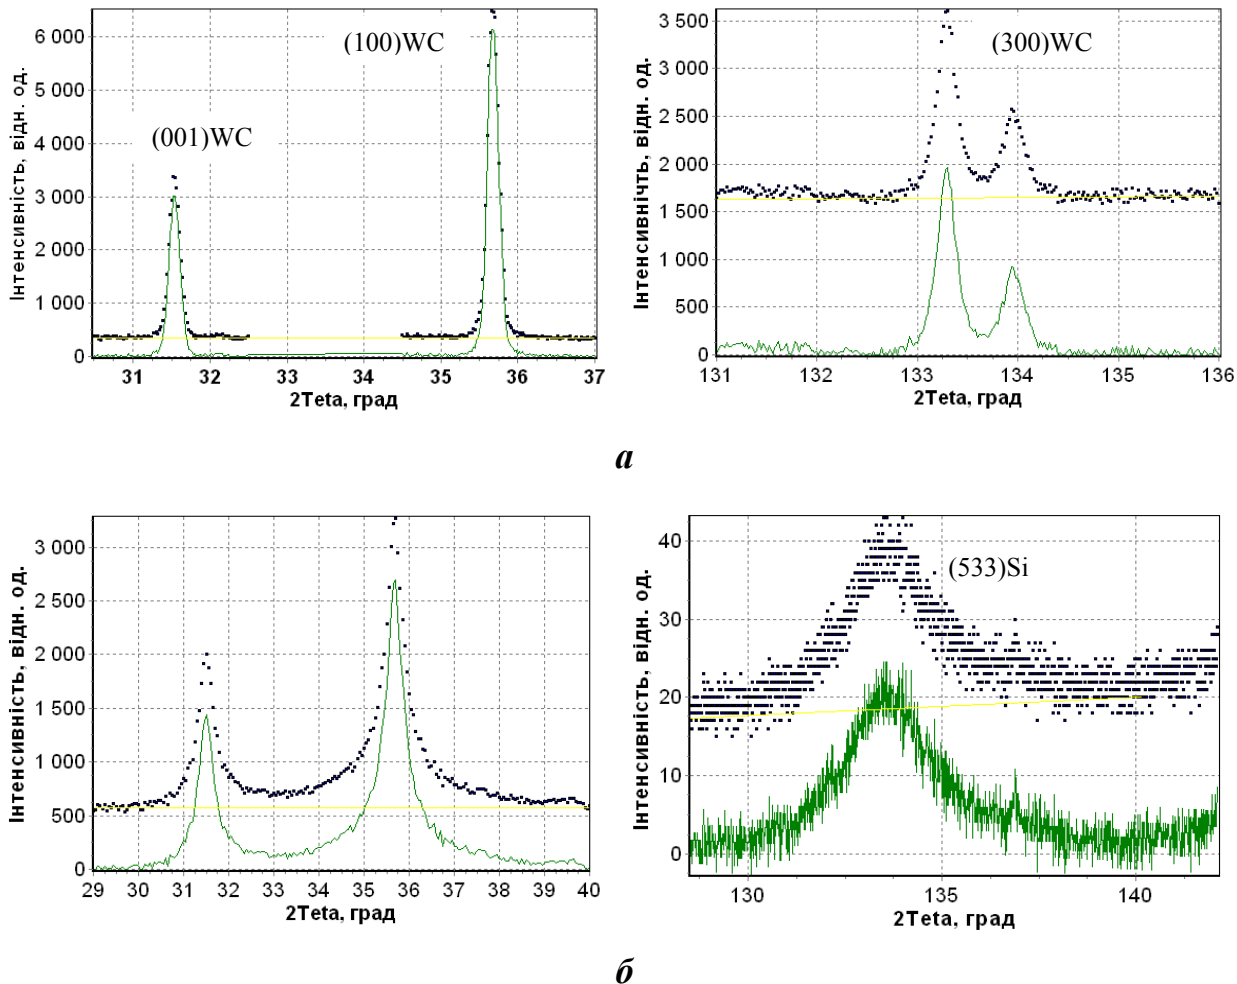 6 000
5 000
4 000
3 000
2 000
1 000
0
Інтенсивність, відн. од.
(100)WC
(001)WC
31 32 33 34 35 36 37
2Teta, град
3 500
3 000
2 500
2 000
1 500
1 000
500
0
Інтенсивнічть, відн. од.
(300)WC
131 132 133 134 135 136
2Teta, град
а
3 000
2 500
2 000
1 500
1 000
500
0
Інтенсивність, відн. од.
29 30 31 32 33 34 35 36 37 38 39 40
2Teta, град
40
30
20
10
0
Інтенсивність, відн. од.
(533)Si
130 135 140
2Teta, град
б